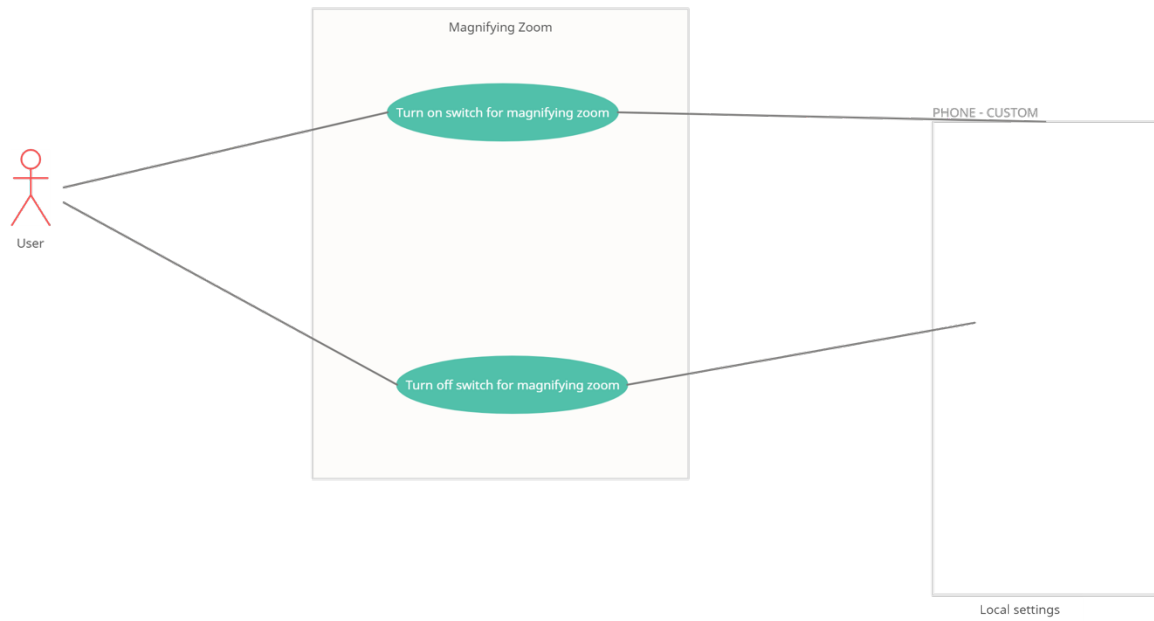 Magnifying Zoom
Turn on switch for magnifying zoom
PHONE - CUSTOM
User
Turn off switch for magnifying zoom
Local settings